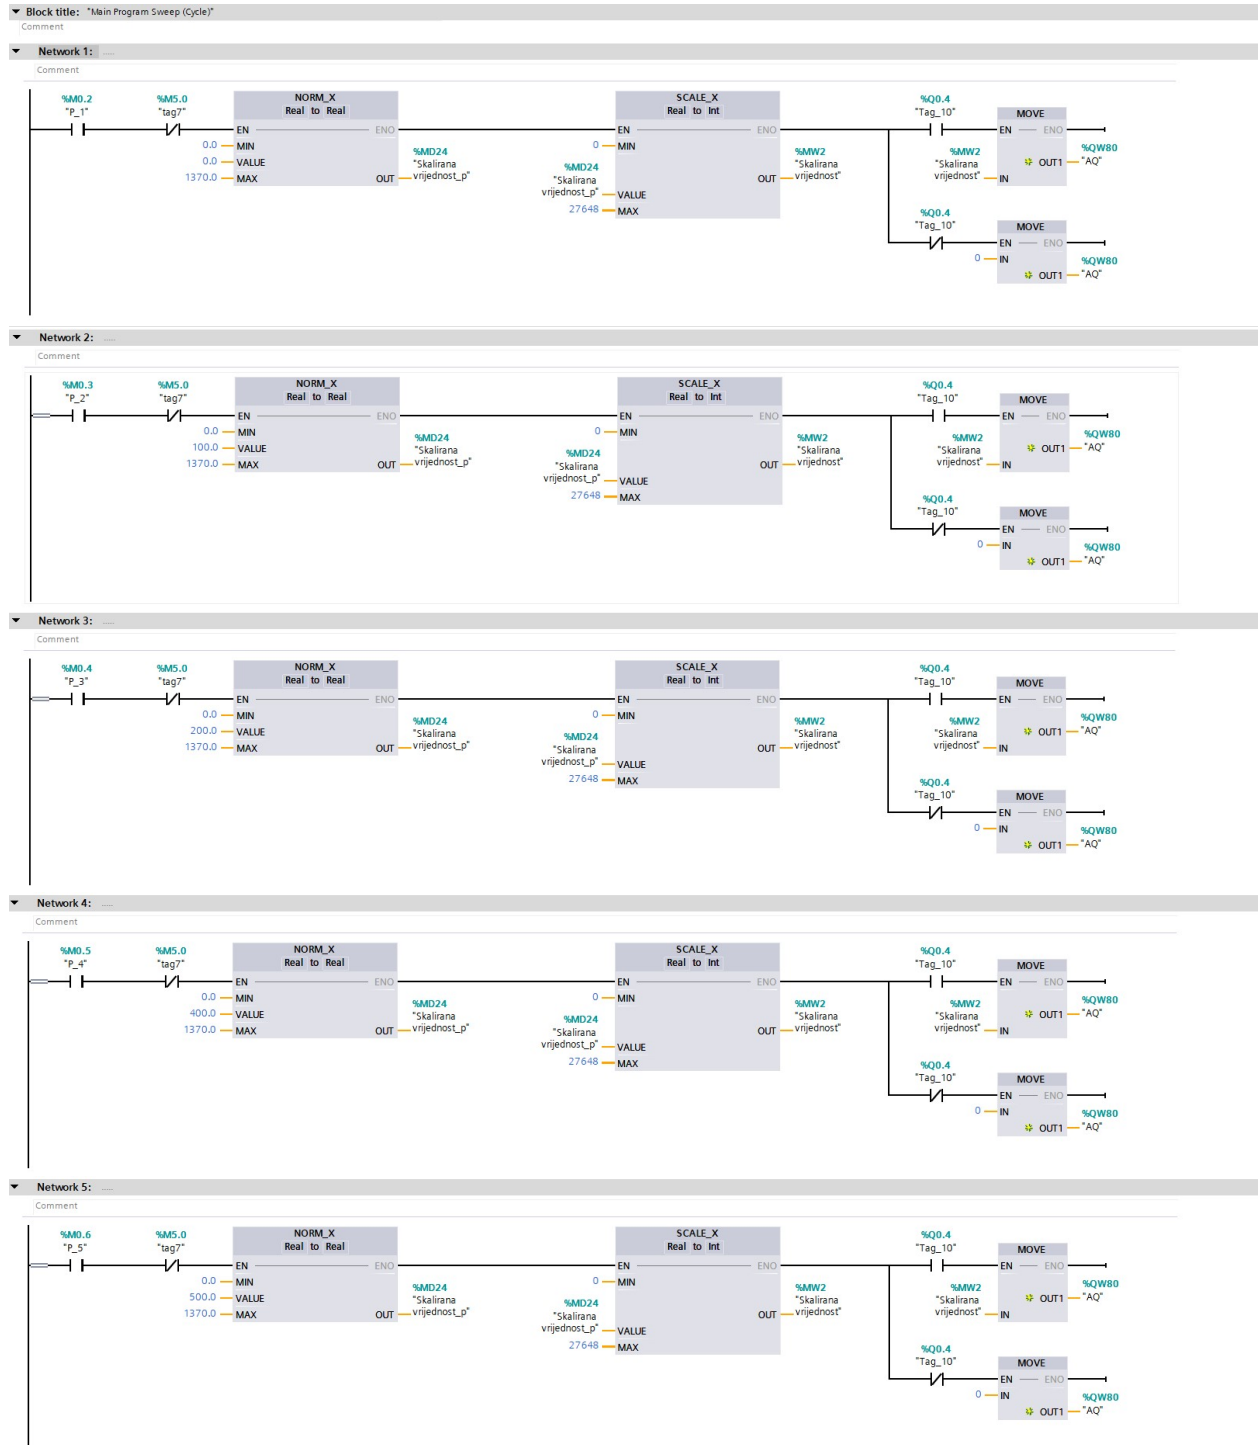 Block title: "Main Program Sweep (Cycle)"
Comment
Network 1: .....
Comment
%M0.2 %M5.0 NORM_X SCALE_X %Q0.4
"P_1" "tag7" Real to Real Real to Int "Tag_10" MOVE
EN ENO EN ENO EN ENO
0.0 MIN 0 MIN %QW80
0.0 VALUE %MD24 %MW2 %MW2 OUT1 "AQ"
1370.0 MAX OUT "Skalirana vrijednost_p" %MD24 "Skalirana vrijednost_p" VALUE OUT "Skalirana vrijednost" "Skalirana vrijednost" IN
27648 MAX
%Q0.4
"Tag_10" MOVE
EN ENO
0 IN %QW80
OUT1 "AQ"
Network 2: .....
Comment
%M0.3 %M5.0 NORM_X SCALE_X %Q0.4
"P_2" "tag7" Real to Real Real to Int "Tag_10" MOVE
EN ENO EN ENO EN ENO
0.0 MIN 0 MIN %QW80
100.0 VALUE %MD24 %MW2 %MW2 OUT1 "AQ"
1370.0 MAX OUT "Skalirana vrijednost_p" %MD24 "Skalirana vrijednost_p" VALUE OUT "Skalirana vrijednost" "Skalirana vrijednost" IN
27648 MAX
%Q0.4
"Tag_10" MOVE
EN ENO
0 IN %QW80
OUT1 "AQ"
Network 3: .....
Comment
%M0.4 %M5.0 NORM_X SCALE_X %Q0.4
"P_3" "tag7" Real to Real Real to Int "Tag_10" MOVE
EN ENO EN ENO EN ENO
0.0 MIN 0 MIN %QW80
200.0 VALUE %MD24 %MW2 %MW2 OUT1 "AQ"
1370.0 MAX OUT "Skalirana vrijednost_p" %MD24 "Skalirana vrijednost_p" VALUE OUT "Skalirana vrijednost" "Skalirana vrijednost" IN
27648 MAX
%Q0.4
"Tag_10" MOVE
EN ENO
0 IN %QW80
OUT1 "AQ"
Network 4: .....
Comment
%M0.5 %M5.0 NORM_X SCALE_X %Q0.4
"P_4" "tag7" Real to Real Real to Int "Tag_10" MOVE
EN ENO EN ENO EN ENO
0.0 MIN 0 MIN %QW80
400.0 VALUE %MD24 %MW2 %MW2 OUT1 "AQ"
1370.0 MAX OUT "Skalirana vrijednost_p" %MD24 "Skalirana vrijednost_p" VALUE OUT "Skalirana vrijednost" "Skalirana vrijednost" IN
27648 MAX
%Q0.4
"Tag_10" MOVE
EN ENO
0 IN %QW80
OUT1 "AQ"
Network 5: .....
Comment
%M0.6 %M5.0 NORM_X SCALE_X %Q0.4
"P_5" "tag7" Real to Real Real to Int "Tag_10" MOVE
EN ENO EN ENO EN ENO
0.0 MIN 0 MIN %QW80
500.0 VALUE %MD24 %MW2 %MW2 OUT1 "AQ"
1370.0 MAX OUT "Skalirana vrijednost_p" %MD24 "Skalirana vrijednost_p" VALUE OUT "Skalirana vrijednost" "Skalirana vrijednost" IN
27648 MAX
%Q0.4
"Tag_10" MOVE
EN ENO
0 IN %QW80
OUT1 "AQ"